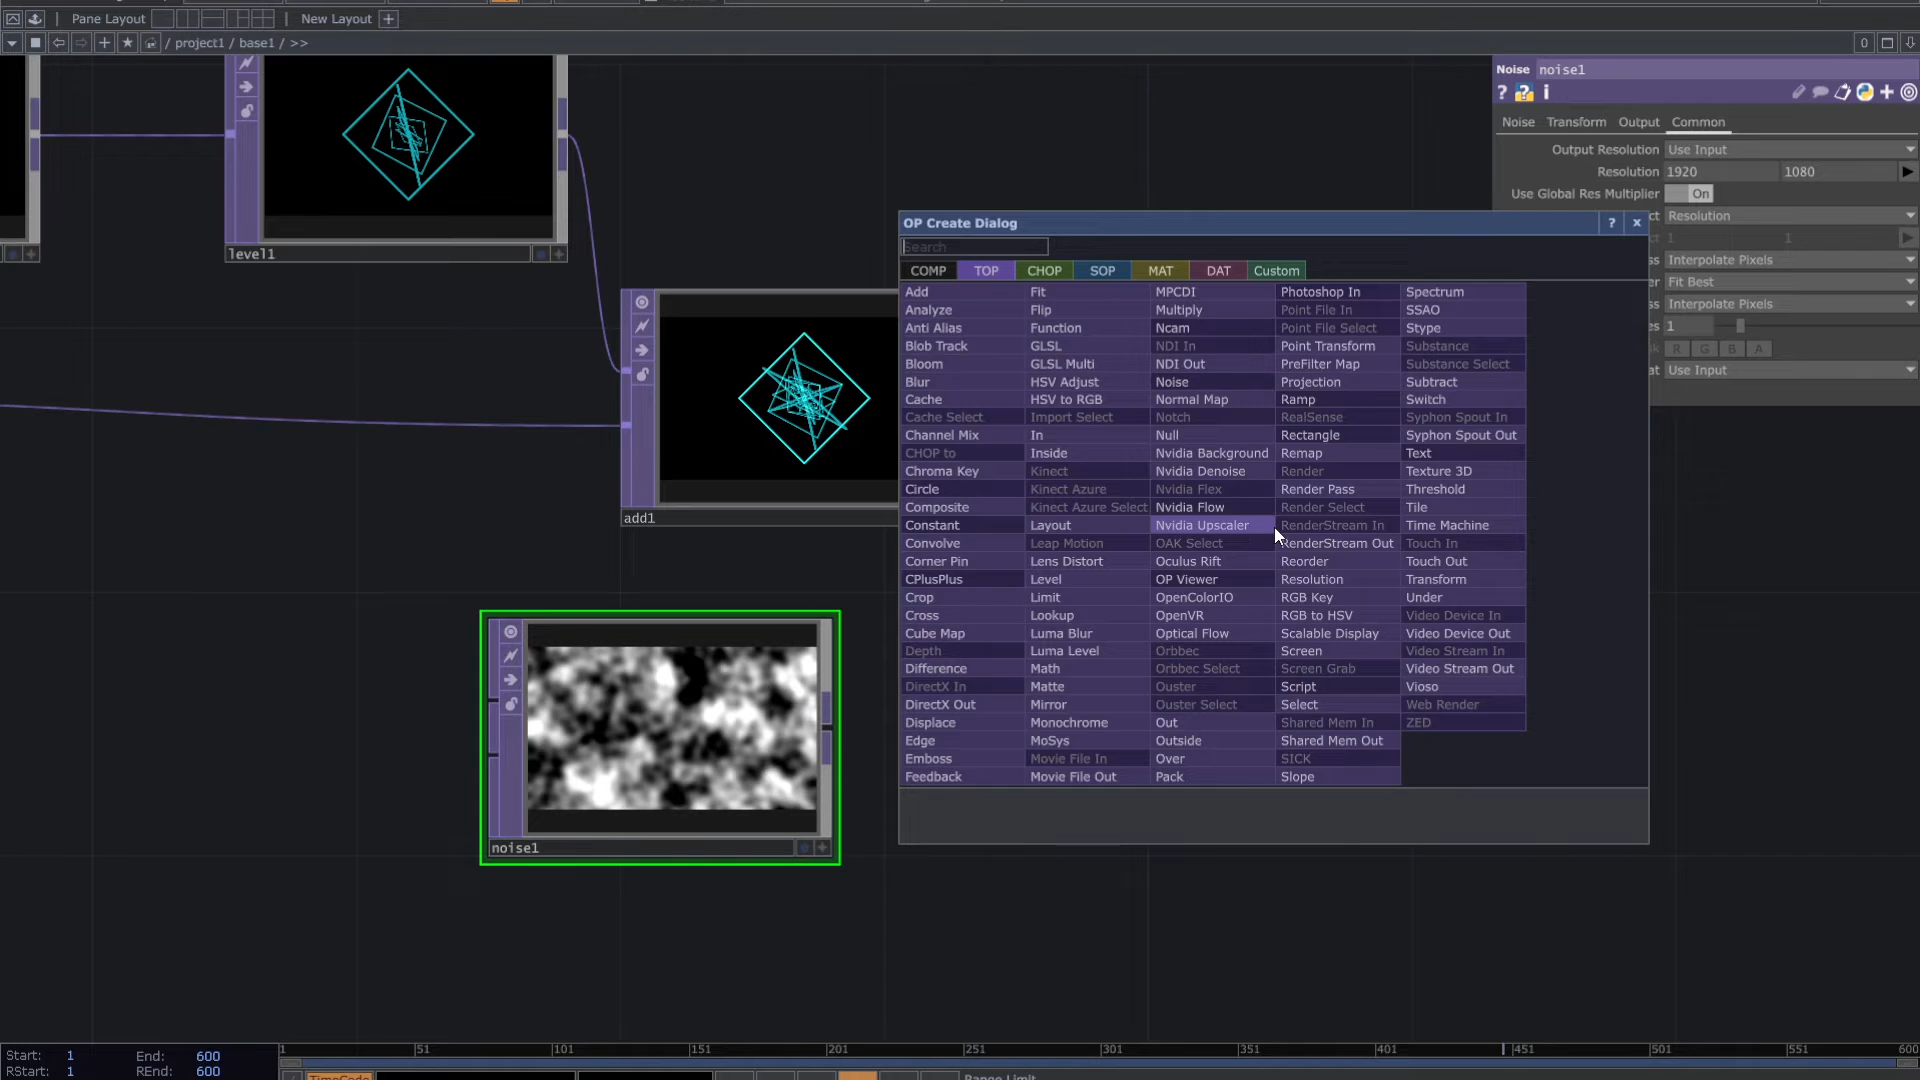 Pane Layout New Layout +
/ project1 / base1 / >> 0
level1
add1
noise1
Noise noise1
? ? i
Noise Transform Output Common
Output Resolution Use Input
Resolution 1920 1080
Use Global Res Multiplier On
ct Resolution
1 1
ss Interpolate Pixels
r Fit Best
ss Interpolate Pixels
es 1
k R G B A
at Use Input
OP Create Dialog ? x
Search
COMP TOP CHOP SOP MAT DAT Custom
Add Fit MPCDI Photoshop In Spectrum
Analyze Flip Multiply Point File In SSAO
Anti Alias Function Ncam Point File Select Stype
Blob Track GLSL NDI In Point Transform Substance
Bloom GLSL Multi NDI Out PreFilter Map Substance Select
Blur HSV Adjust Noise Projection Subtract
Cache HSV to RGB Normal Map Ramp Switch
Cache Select Import Select Notch RealSense Syphon Spout In
Channel Mix In Null Rectangle Syphon Spout Out
CHOP to Inside Nvidia Background Remap Text
Chroma Key Kinect Nvidia Denoise Render Texture 3D
Circle Kinect Azure Nvidia Flex Render Pass Threshold
Composite Kinect Azure Select Nvidia Flow Render Select Tile
Constant Layout Nvidia Upscaler RenderStream In Time Machine
Convolve Leap Motion OAK Select RenderStream Out Touch In
Corner Pin Lens Distort Oculus Rift Reorder Touch Out
CPlusPlus Level OP Viewer Resolution Transform
Crop Limit OpenColorIO RGB Key Under
Cross Lookup OpenVR RGB to HSV Video Device In
Cube Map Luma Blur Optical Flow Scalable Display Video Device Out
Depth Luma Level Orbbec Screen Video Stream In
Difference Math Orbbec Select Screen Grab Video Stream Out
DirectX In Matte Ouster Script Vioso
DirectX Out Mirror Ouster Select Select Web Render
Displace Monochrome Out Shared Mem In ZED
Edge MoSys Outside Shared Mem Out
Emboss Movie File In Over SICK
Feedback Movie File Out Pack Slope
Start: 1 End: 600
RStart: 1 REnd: 600
1 51 101 151 201 251 301 351 401 451 501 551 600
TimeCode
Range Limit